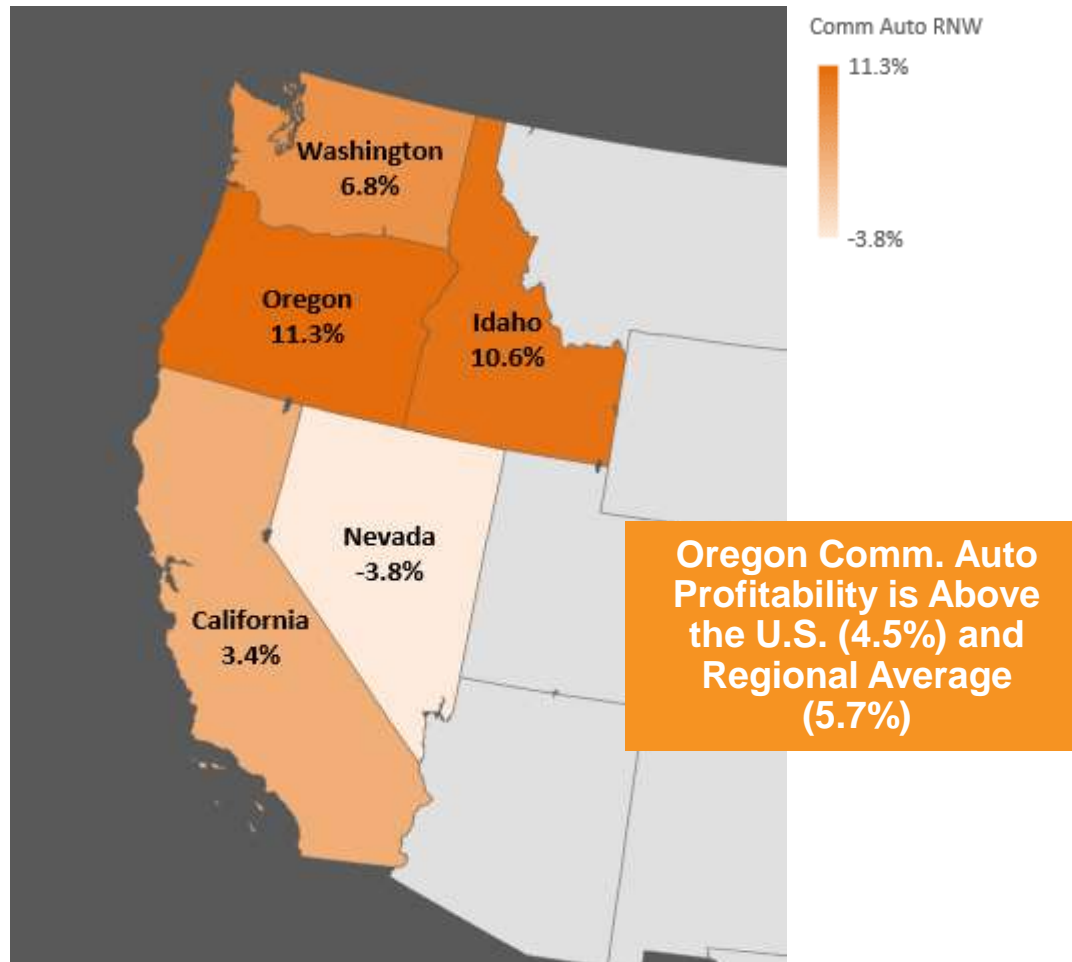 Comm Auto RNW
11.3%
-3.8%
Washington
6.8%
Oregon
11.3%
Idaho
10.6%
Nevada
-3.8%
California
3.4%
Oregon Comm. Auto
Profitability is Above
the U.S. (4.5%) and
Regional Average
(5.7%)